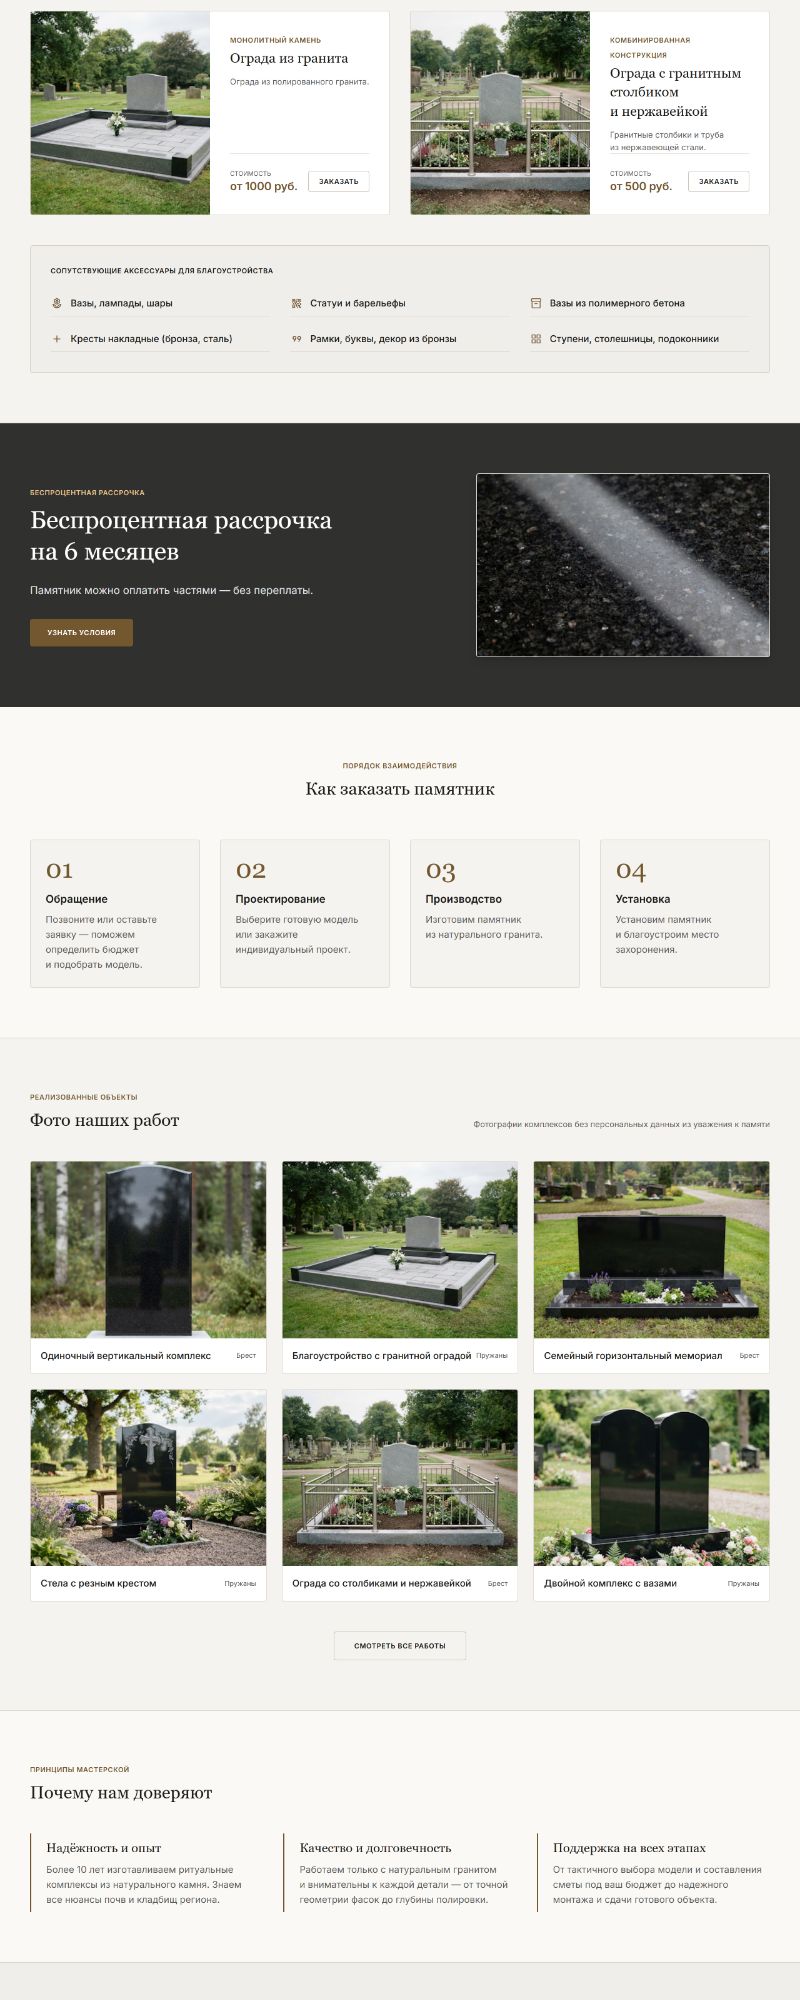 МОНОЛИТНЫЙ КАМЕНЬ
Ограда из гранита
Ограда из полированного гранита.
СТОИМОСТЬ
от 1000 руб.
ЗАКАЗАТЬ
КОМБИНИРОВАННАЯ
КОНСТРУКЦИЯ
Ограда с гранитным
столбиком
и нержавейкой
Гранитные столбики и труба
из нержавеющей стали.
СТОИМОСТЬ
от 500 руб.
ЗАКАЗАТЬ
СОПУТСТВУЮЩИЕ АКСЕССУАРЫ ДЛЯ БЛАГОУСТРОЙСТВА
Вазы, лампады, шары
Статуи и барельефы
Вазы из полимерного бетона
Кресты накладные (бронза, сталь)
Рамки, буквы, декор из бронзы
Ступени, столешницы, подоконники
БЕСПРОЦЕНТНАЯ РАССРОЧКА
Беспроцентная рассрочка
на 6 месяцев
Памятник можно оплатить частями — без переплаты.
УЗНАТЬ УСЛОВИЯ
ПОРЯДОК ВЗАИМОДЕЙСТВИЯ
Как заказать памятник
01
Обращение
Позвоните или оставьте
заявку — поможем
определить бюджет
и подобрать модель.
02
Проектирование
Выберите готовую модель
или закажите
индивидуальный проект.
03
Производство
Изготовим памятник
из натурального гранита.
04
Установка
Установим памятник
и благоустроим место
захоронения.
РЕАЛИЗОВАННЫЕ ОБЪЕКТЫ
Фото наших работ
Фотографии комплексов без персональных данных из уважения к памяти
Одиночный вертикальный комплекс
Брест
Благоустройство с гранитной оградой
Пружаны
Семейный горизонтальный мемориал
Брест
Стела с резным крестом
Пружаны
Ограда со столбиками и нержавейкой
Брест
Двойной комплекс с вазами
Пружаны
СМОТРЕТЬ ВСЕ РАБОТЫ
ПРИНЦИПЫ МАСТЕРСКОЙ
Почему нам доверяют
Надёжность и опыт
Более 10 лет изготавливаем ритуальные
комплексы из натурального камня. Знаем
все нюансы почв и кладбищ региона.
Качество и долговечность
Работаем только с натуральным гранитом
и внимательны к каждой детали — от точной
геометрии фасок до глубины полировки.
Поддержка на всех этапах
От тактичного выбора модели и составления
сметы под ваш бюджет до надежного
монтажа и сдачи готового объекта.